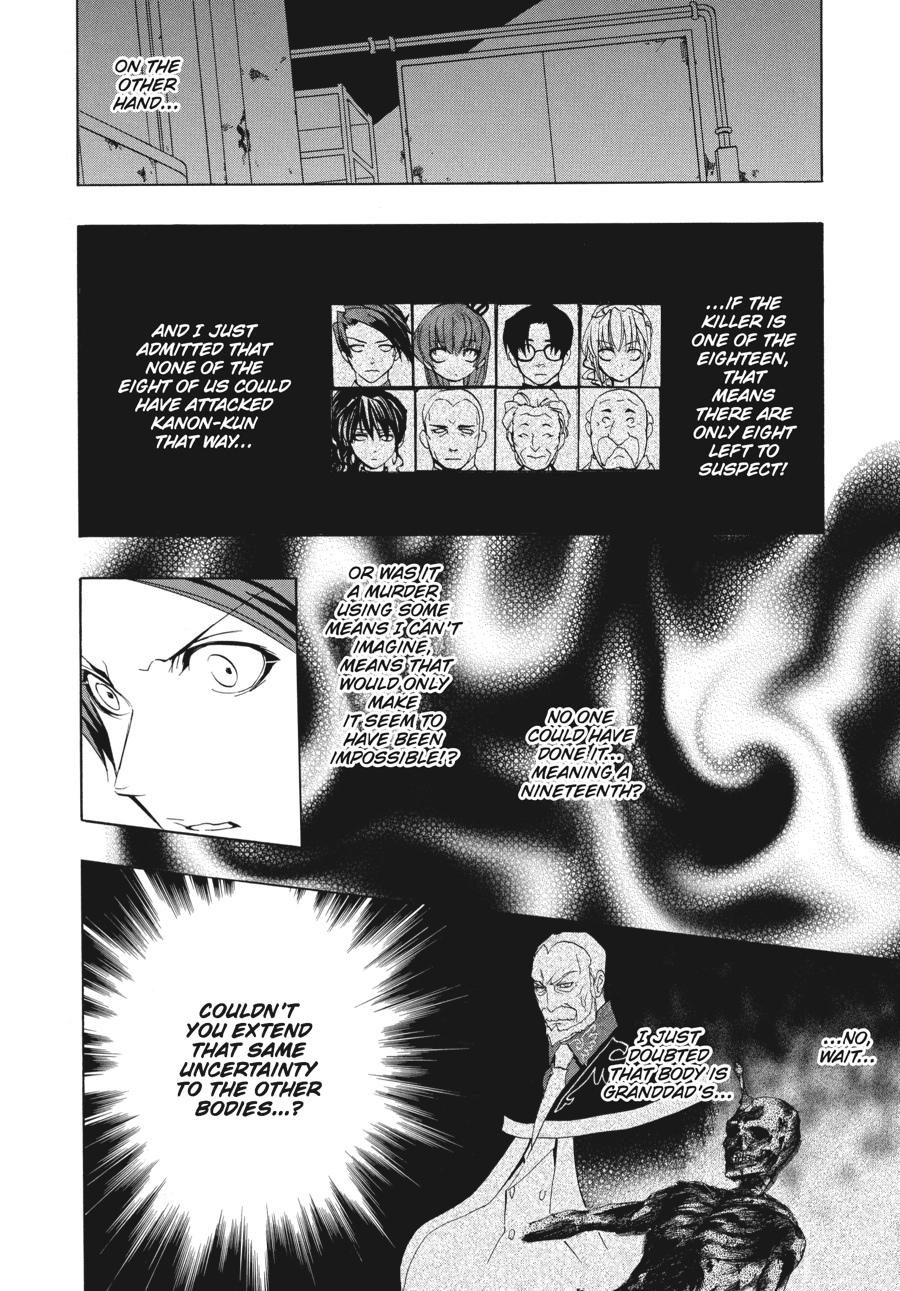 ON THE
OTHER
HAND...
...IF THE
KILLER IS
ONE OF THE
EIGHTEEN,
THAT
MEANS
THERE ARE
ONLY EIGHT
LEFT TO
SUSPECT!
AND I JUST
ADMITTED THAT
NONE OF THE
EIGHT OF US COULD
HAVE ATTACKED
KANON-KUN
THAT WAY...
NO ONE
COULD HAVE
DONE IT...
MEANING A
NINETEENTH?
OR WAS IT
A MURDER
USING SOME
MEANS I CAN'T
IMAGINE,
MEANS THAT
WOULD ONLY
MAKE
IT SEEM TO
HAVE BEEN
IMPOSSIBLE!?
...NO,
WAIT...
I JUST
DOUBTED
THAT BODY IS
GRANDDAD'S...
COULDN'T
YOU EXTEND
THAT SAME
UNCERTAINTY
TO THE OTHER
BODIES...?